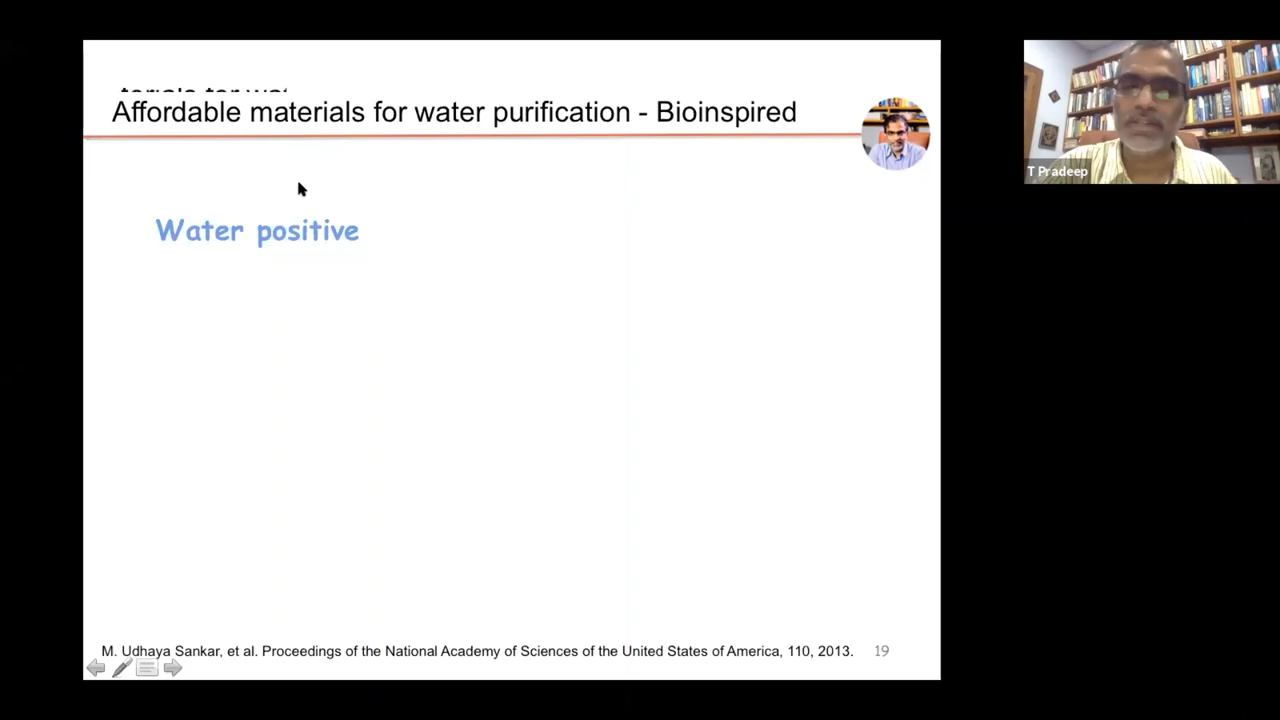 Affordable materials for water purification - Bioinspired
T Pradeep
Water positive
M. Udhaya Sankar, et al. Proceedings of the National Academy of Sciences of the United States of America, 110, 2013.
19